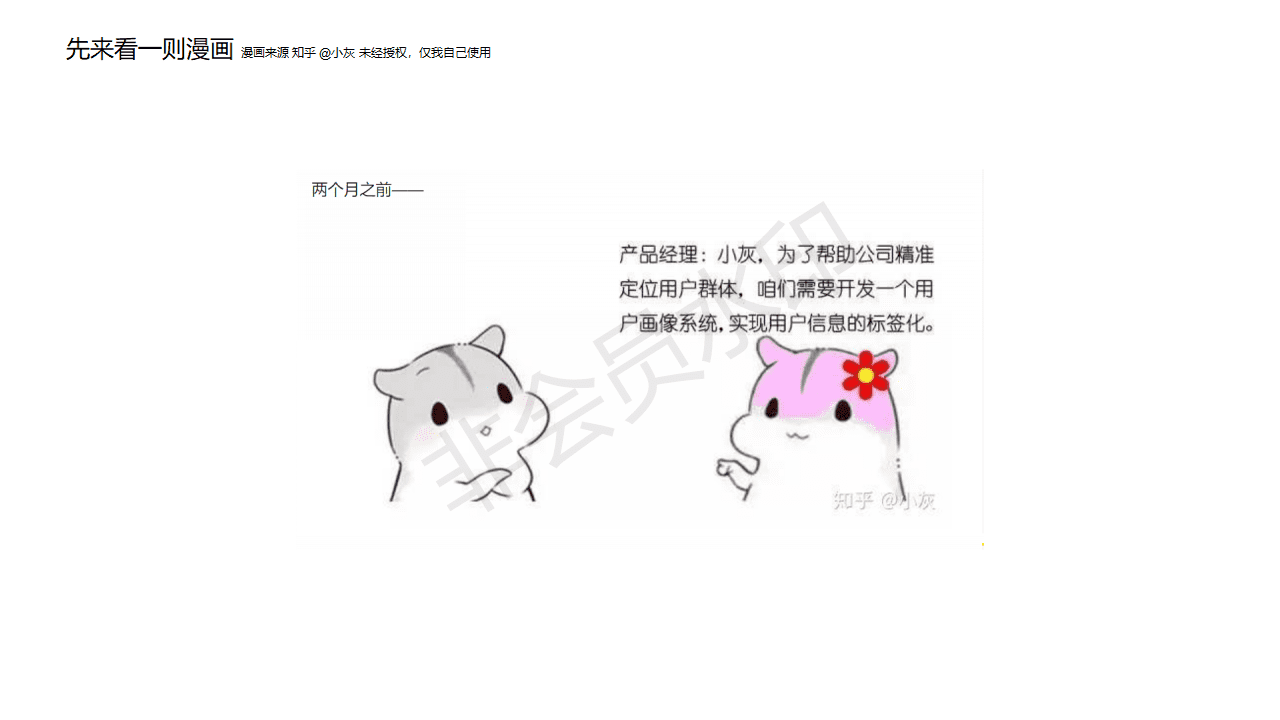 先来看一则漫画 漫画来源 知乎 @小灰 未经授权，仅我自己使用
两个月之前——
产品经理：小灰，为了帮助公司精准
定位用户群体，咱们需要开发一个用
户画像系统，实现用户信息的标签化。
非会员水印
知乎 @小灰